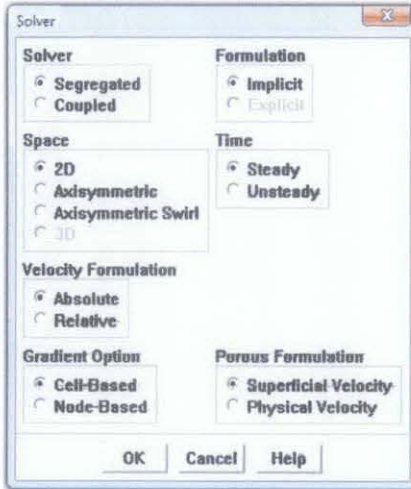 Solver
Solver
Formulation
Segregated
Coupled
Implicit
Explicit
Space
Time
2D
Axisymmetric
Axisymmetric Swirl
3D
Steady
Unsteady
Velocity Formulation
Absolute
Relative
Gradient Option
Porous Formulation
Cell-Based
Node-Based
Superficial Velocity
Physical Velocity
OK Cancel Help